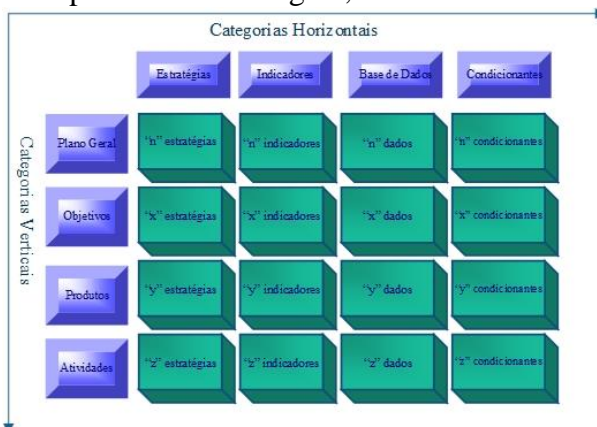 Categorias Horizontais
Estratégias Indicadores Base de Dados Condicionantes
Categorias Verticais
Plano Geral "n" estratégias "n" indicadores "n" dados "n" condicionantes
Objetivos "x" estratégias "x" indicadores "x" dados "x" condicionantes
Produtos "y" estratégias "y" indicadores "y" dados "y" condicionantes
Atividades "z" estratégias "z" indicadores "z" dados "z" condicionantes